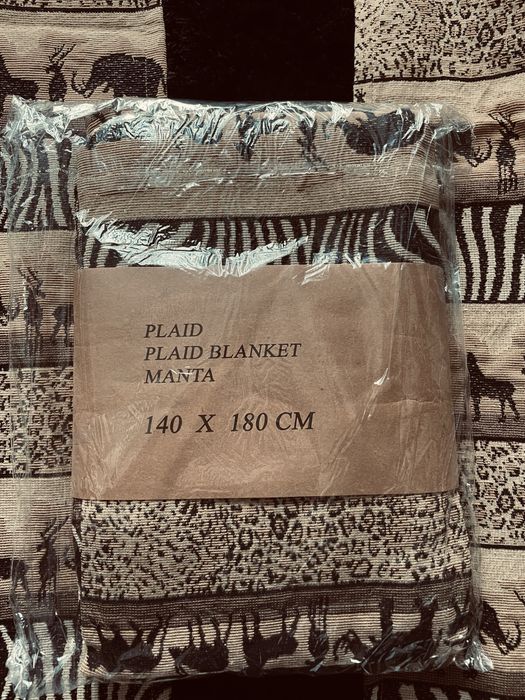 PLAID
PLAID BLANKET
MANTA
140 X 180 CM